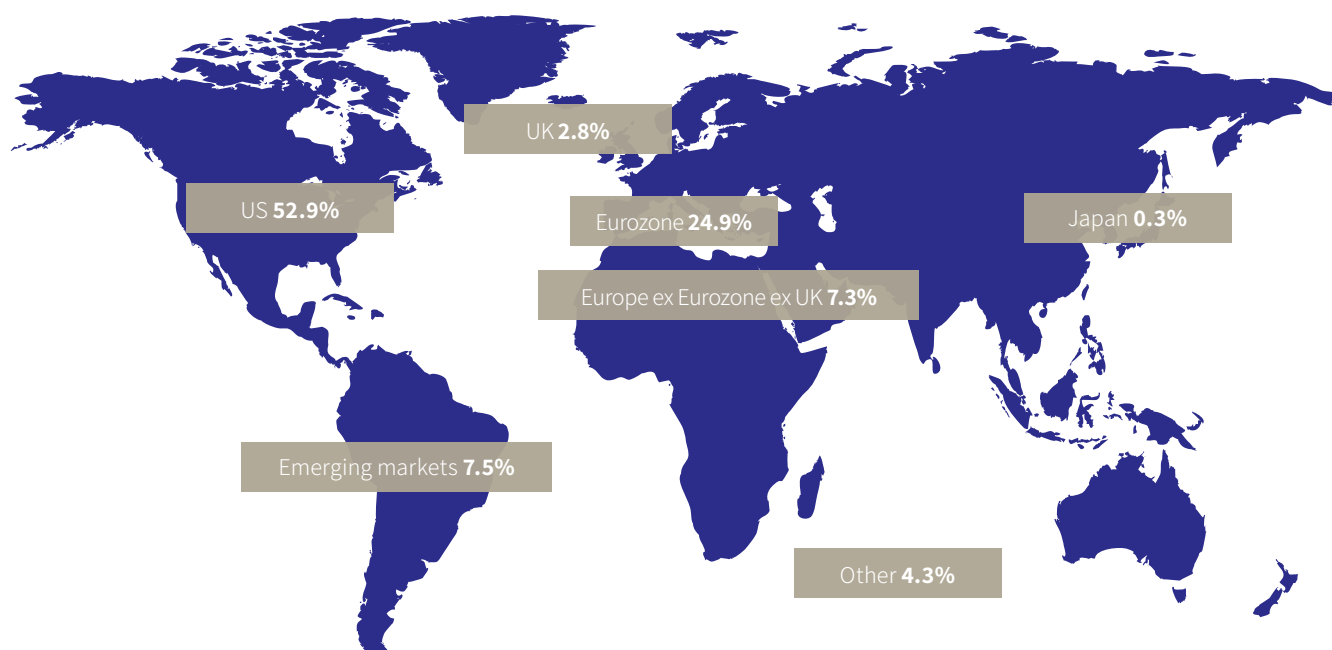 UK 2.8%
US 52.9%
Eurozone 24.9%
Japan 0.3%
Europe ex Eurozone ex UK 7.3%
Emerging markets 7.5%
Other 4.3%